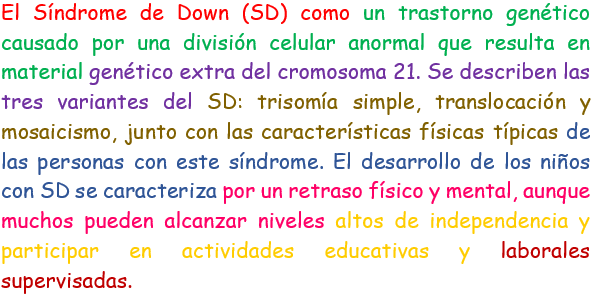 El Síndrome de Down (SD) como un trastorno genético
causado por una división celular anormal que resulta en
material genético extra del cromosoma 21. Se describen las
tres variantes del SD: trisomía simple, translocación y
mosaicismo, junto con las características físicas típicas de
las personas con este síndrome. El desarrollo de los niños
con SD se caracteriza por un retraso físico y mental, aunque
muchos pueden alcanzar niveles altos de independencia y
participar en actividades educativas y laborales
supervisadas.